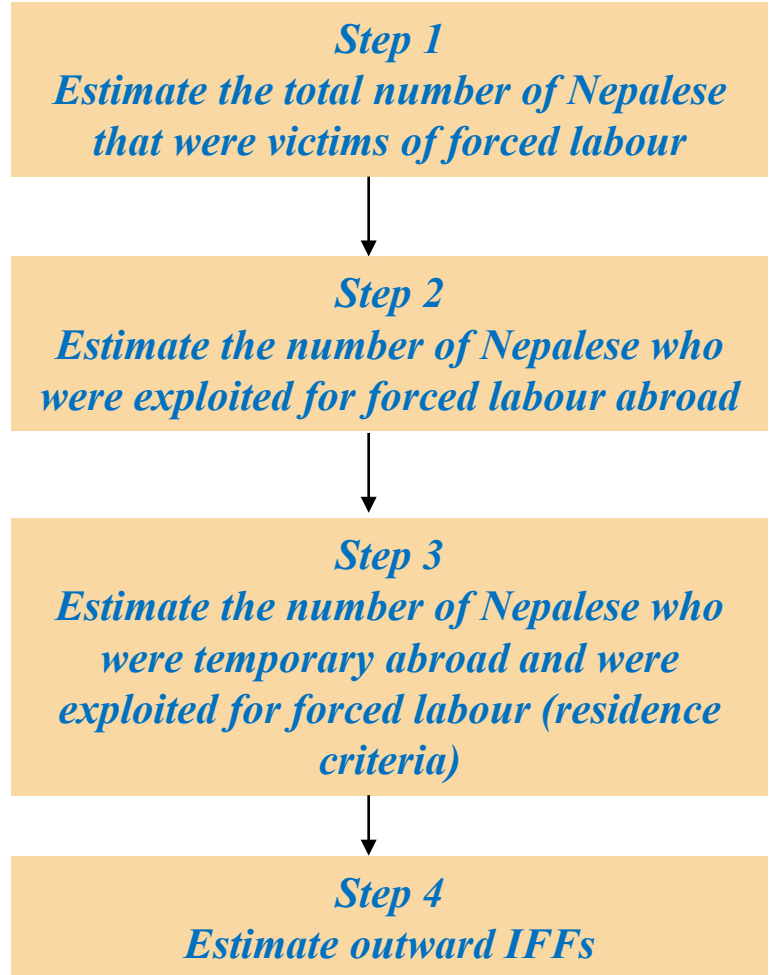 Step 1
Estimate the total number of Nepalese
that were victims of forced labour
Step 2
Estimate the number of Nepalese who
were exploited for forced labour abroad
Step 3
Estimate the number of Nepalese who
were temporary abroad and were
exploited for forced labour (residence
criteria)
Step 4
Estimate outward IFFs